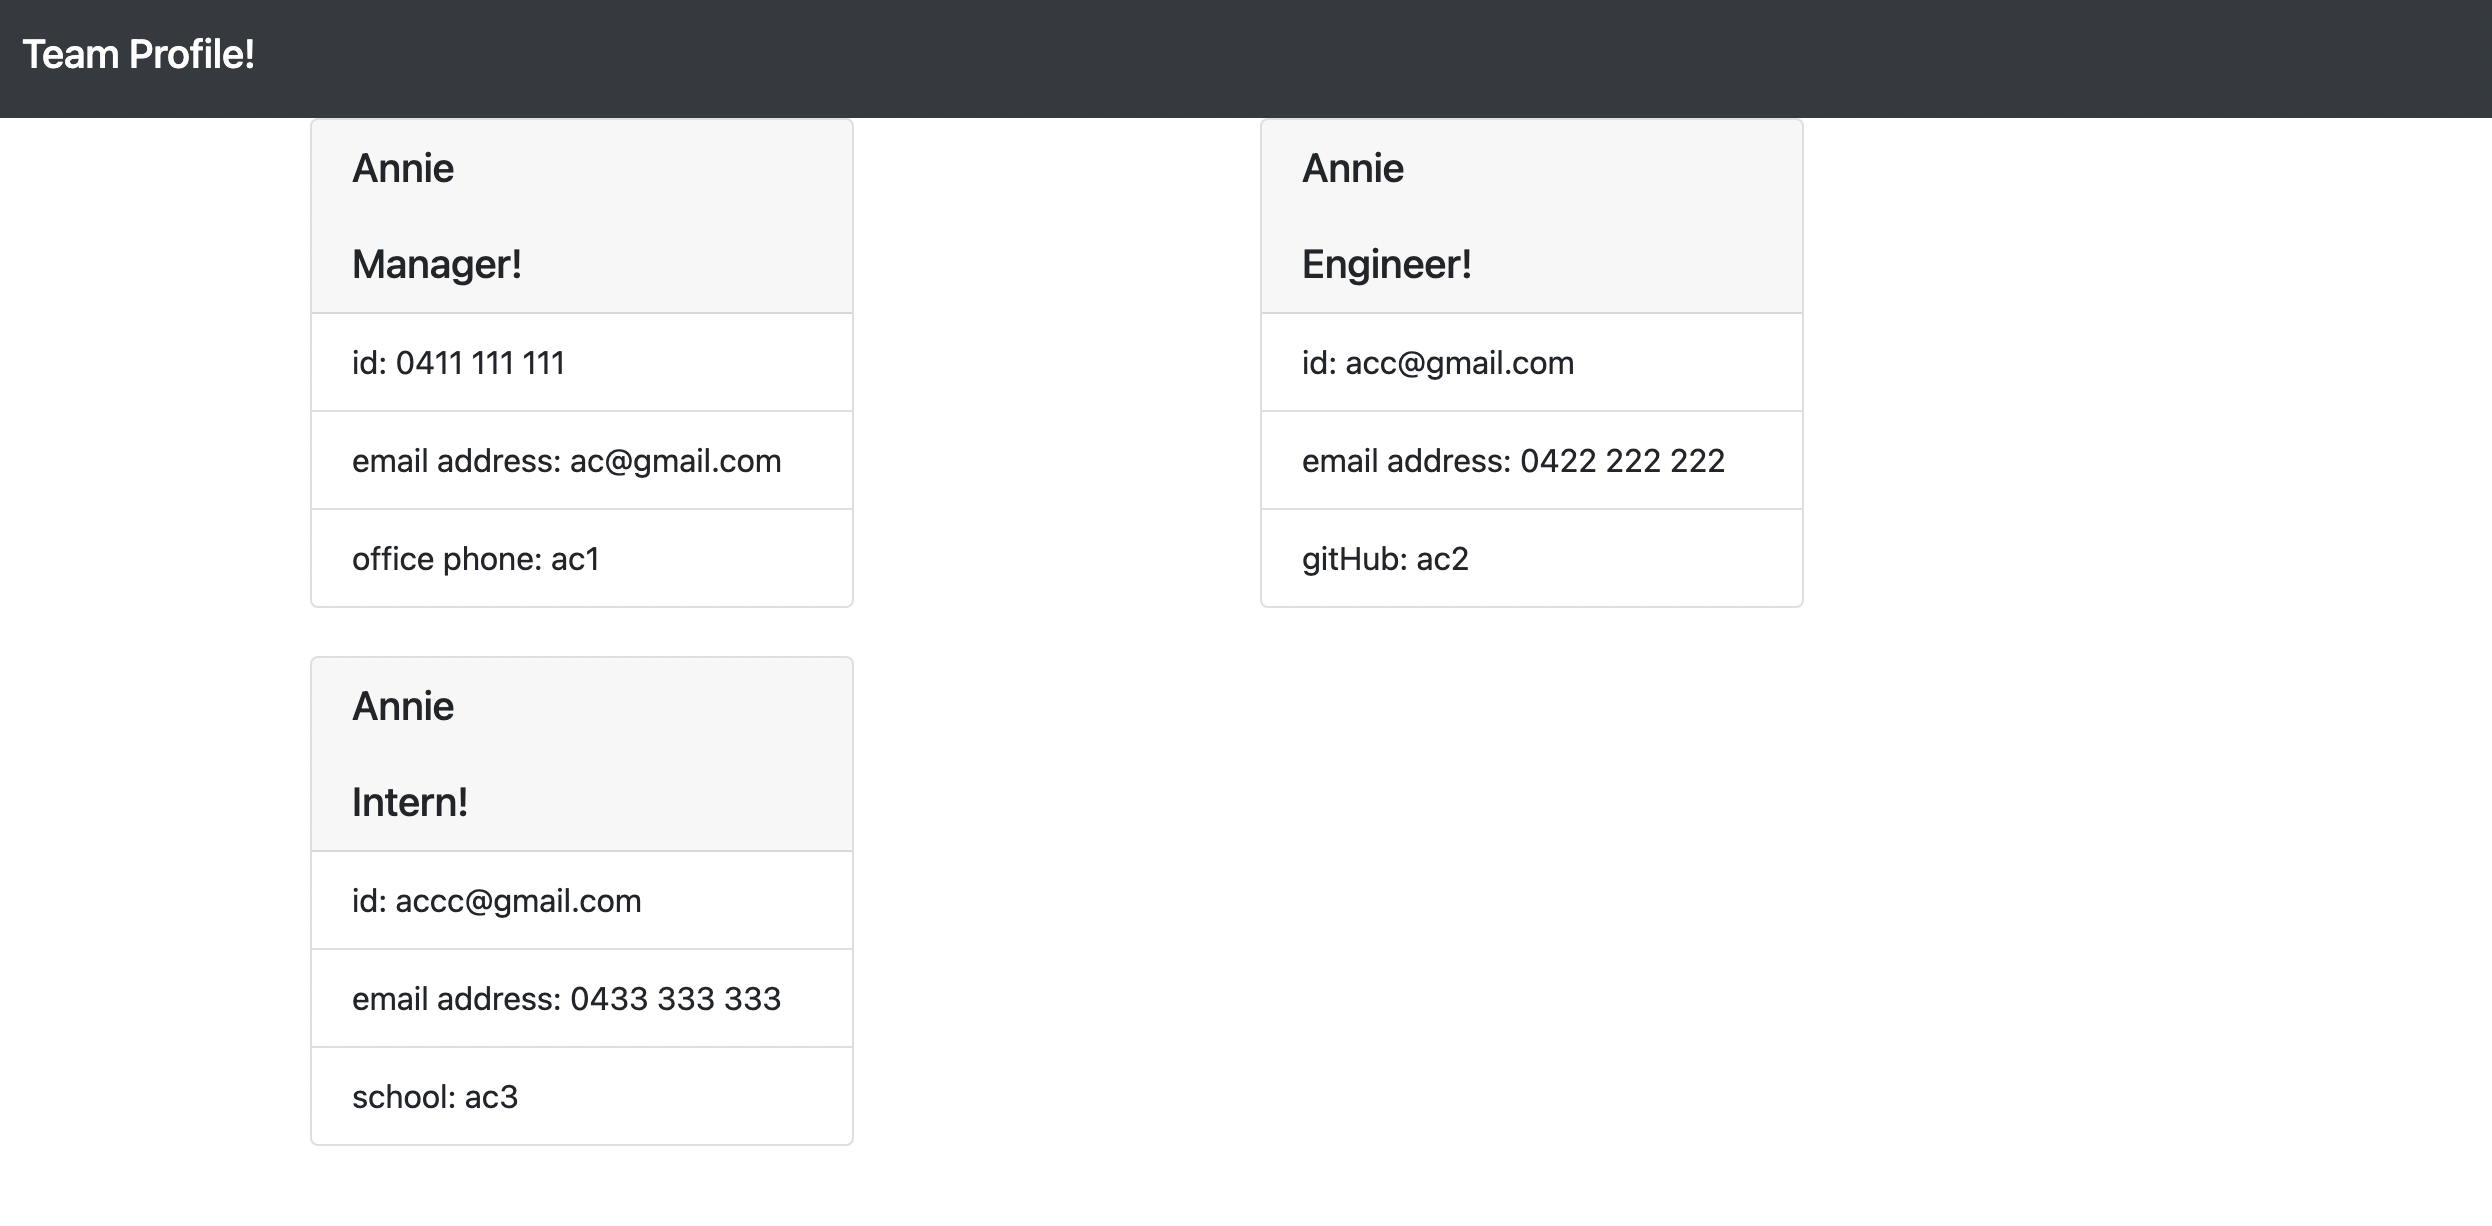 Team Profile!
Annie
Manager!
id: 0411 111 111
email address: ac@gmail.com
office phone: ac1
Annie
Engineer!
id: acc@gmail.com
email address: 0422 222 222
gitHub: ac2
Annie
Intern!
id: accc@gmail.com
email address: 0433 333 333
school: ac3